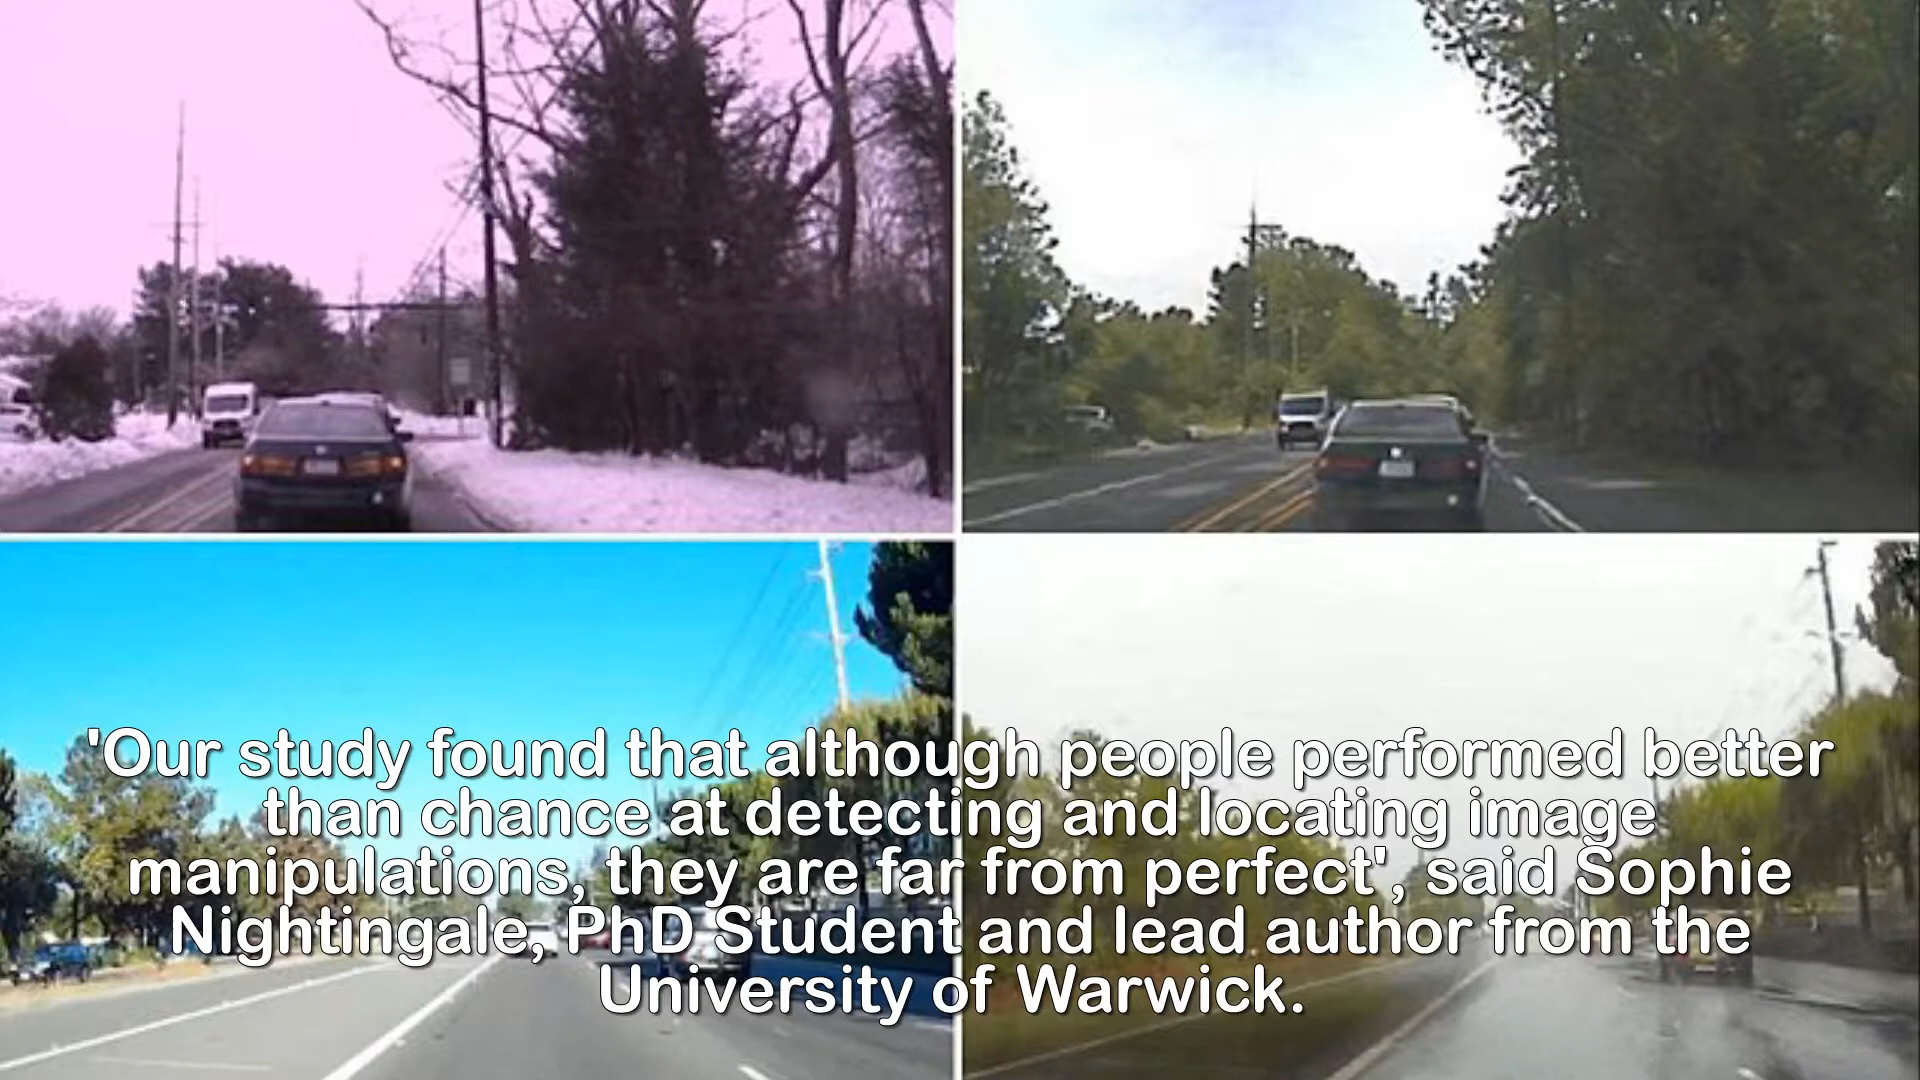 'Our study found that although people performed better
than chance at detecting and locating image
manipulations, they are far from perfect', said Sophie
Nightingale, PhD Student and lead author from the
University of Warwick.